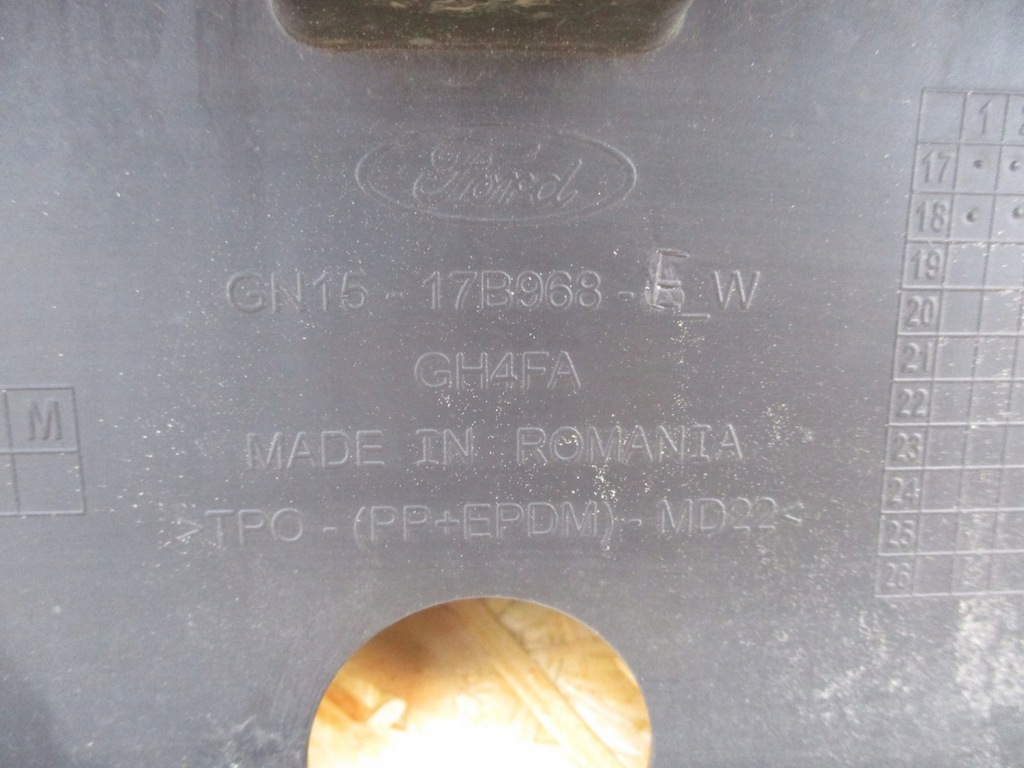 Ford
GN15 - 17B968 - E_W
GH4FA
MADE IN ROMANIA
>TPO - (PP+EPDM) - MD22<
M
1
17
18
19
20
21
22
23
24
25
26